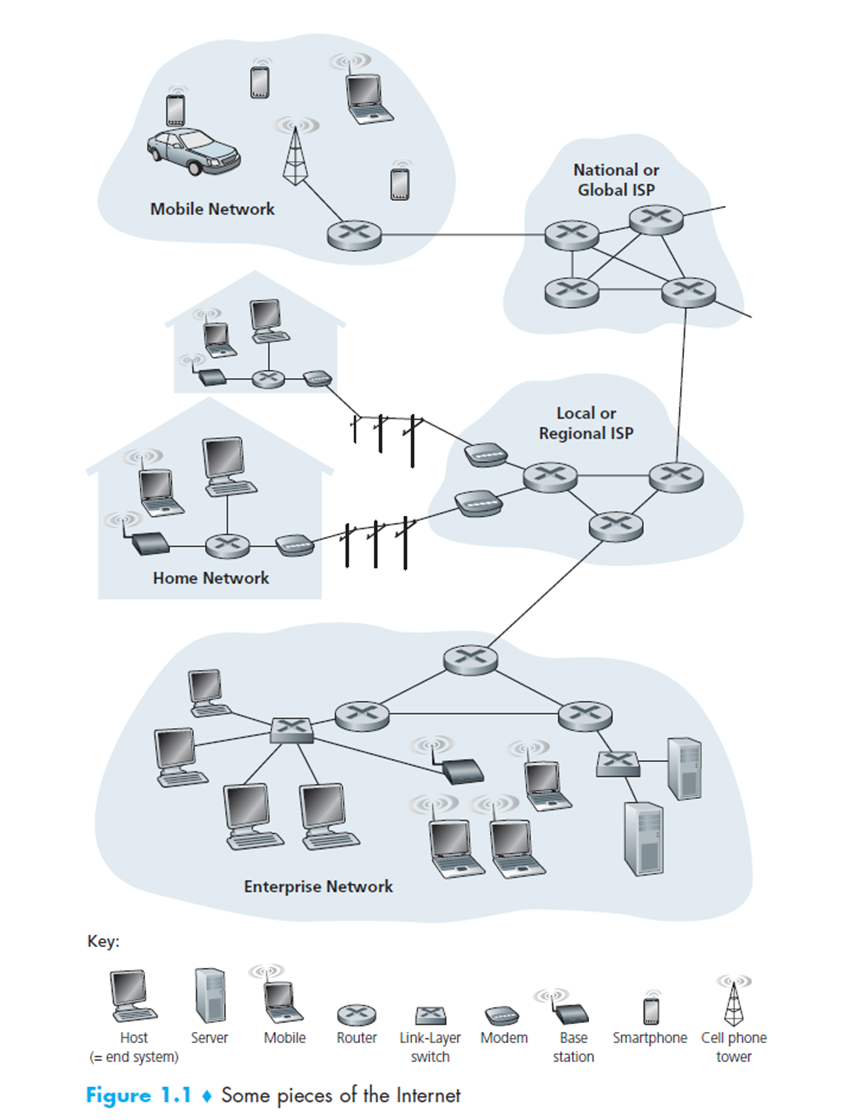 Mobile Network
National or
Global ISP
Local or
Regional ISP
Home Network
Enterprise Network
Key:
Host
(= end system)
Server
Mobile
Router
Link-Layer
switch
Modem
Base
station
Smartphone
Cell phone
tower
Figure 1.1 ♦ Some pieces of the Internet